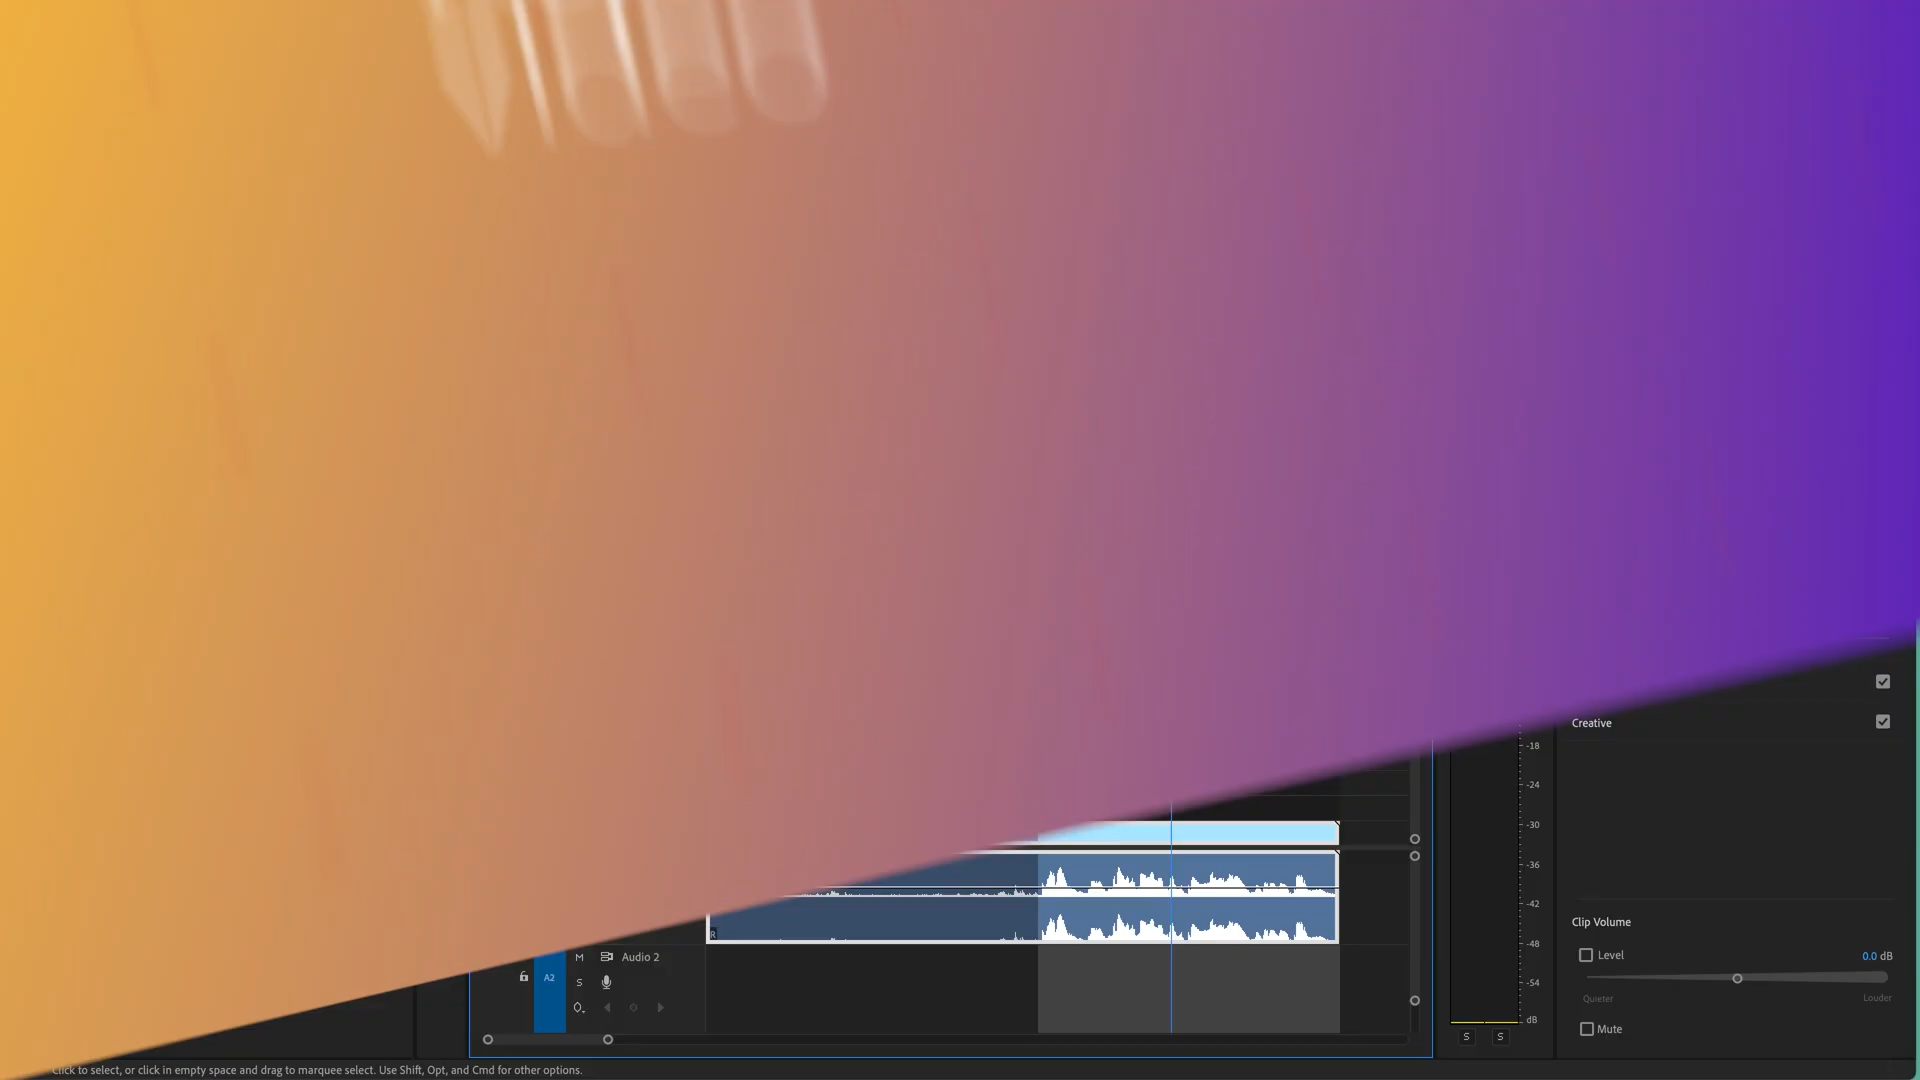 Creative
-18
-24
-30
-36
-42
-48
-54
dB
S S
R
M Audio 2
A2
S
Clip Volume
Level 0.0 dB
Quieter Louder
Mute
Click to select, or click in empty space and drag to marquee select. Use Shift, Opt, and Cmd for other options.